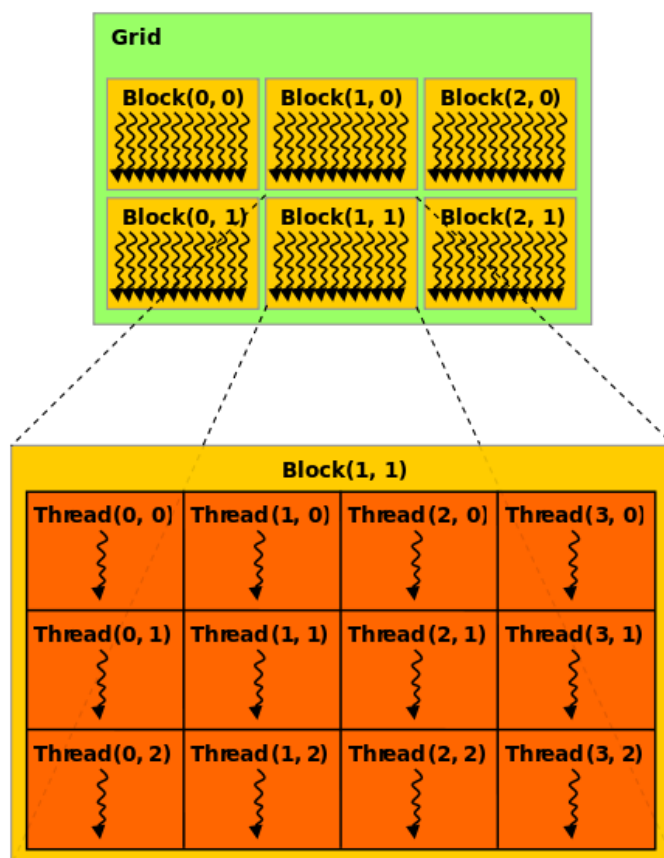 Grid
Block(0, 0) Block(1, 0) Block(2, 0)
Block(0, 1) Block(1, 1) Block(2, 1)
Block(1, 1)
Thread(0, 0) Thread(1, 0) Thread(2, 0) Thread(3, 0)
Thread(0, 1) Thread(1, 1) Thread(2, 1) Thread(3, 1)
Thread(0, 2) Thread(1, 2) Thread(2, 2) Thread(3, 2)